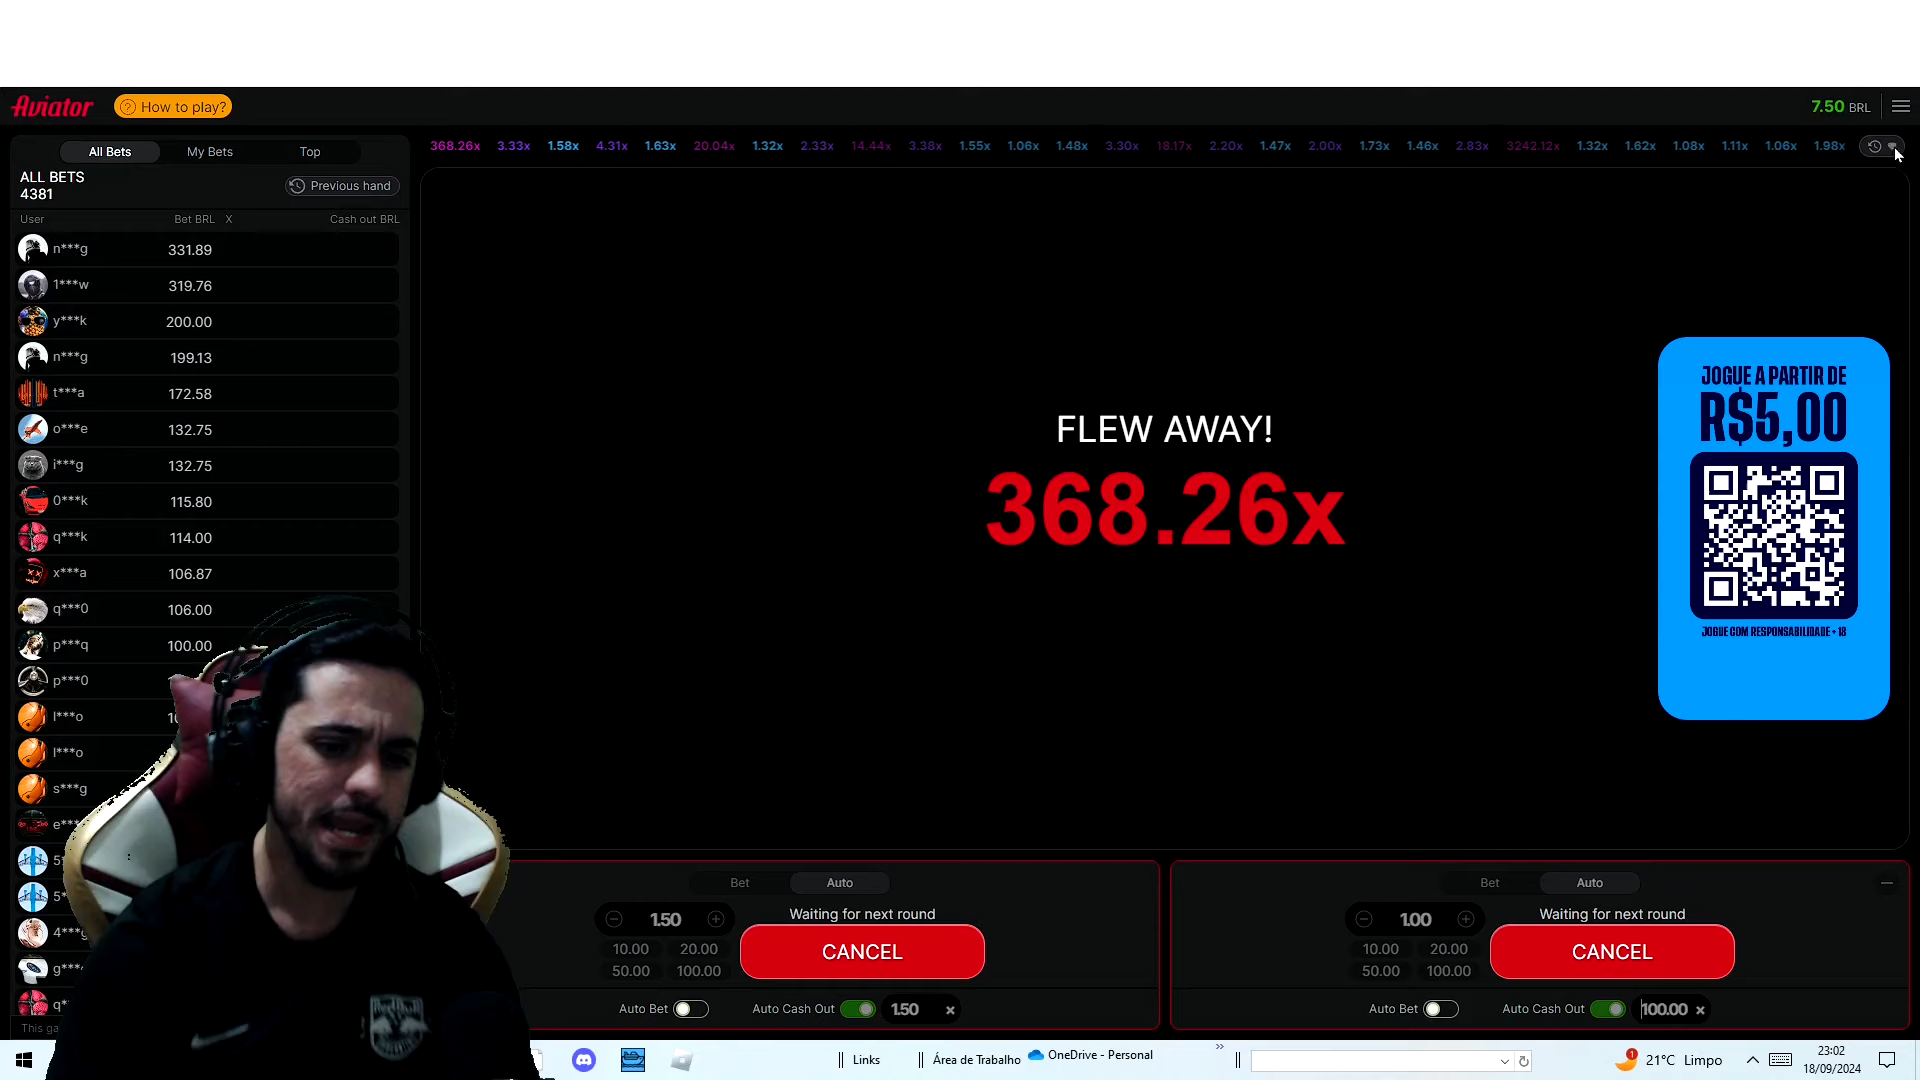 Aviator
? How to play?
7.50 BRL
All Bets My Bets Top
368.26x 3.33x 1.58x 4.31x 1.63x 20.04x 1.32x 2.33x 14.44x 3.38x 1.55x 1.06x 1.48x 3.30x 18.17x 2.20x 1.47x 2.00x 1.73x 1.46x 2.83x 3242.12x 1.32x 1.62x 1.08x 1.11x 1.06x 1.98x
ALL BETS
4381
Previous hand
User Bet BRL X Cash out BRL
n***g 331.89
1***w 319.76
y***k 200.00
n***g 199.13
t***a 172.58
o***e 132.75
i***g 132.75
0***k 115.80
q***k 114.00
x***a 106.87
q***0 106.00
p***q 100.00
p***0
l***o
l***o
s***g
FLEW AWAY!
368.26x
JOGUE A PARTIR DE
R$5,00
JOGUE COM RESPONSABILIDADE +18
Bet Auto
1.50
Waiting for next round
10.00 20.00
50.00 100.00
CANCEL
Auto Bet Auto Cash Out 1.50 x
Bet Auto
1.00
Waiting for next round
10.00 20.00
50.00 100.00
CANCEL
Auto Bet Auto Cash Out 100.00 x
This ga
Red Bull
Links Área de Trabalho OneDrive - Personal
1 21°C Limpo
23:02
18/09/2024